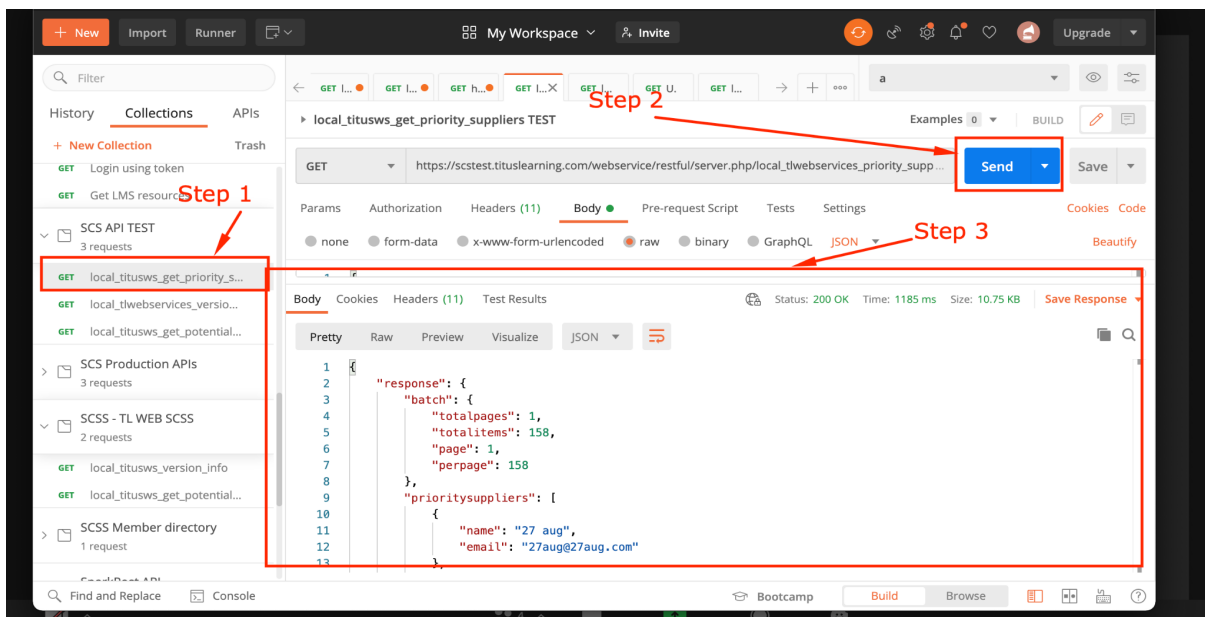 + New
Import
Runner
My Workspace
Invite
Upgrade
Filter
History Collections APIs
+ New Collection Trash
GET Login using token
GET Get LMS resources
Step 1
SCS API TEST
3 requests
GET local_titusws_get_priority_s...
GET local_tlwebservices_versio...
GET local_titusws_get_potential...
SCS Production APIs
3 requests
SCSS - TL WEB SCSS
2 requests
GET local_titusws_version_info
GET local_titusws_get_potential...
SCSS Member directory
1 request
GET I... GET I... GET h... GET I... GET I... GET U. GET I...
a
Step 2
local_titusws_get_priority_suppliers TEST
Examples 0 BUILD
GET https://scstest.tituslearning.com/webservice/restful/server.php/local_tlwebservices_priority_supp...
Send
Save
Params Authorization Headers (11) Body Pre-request Script Tests Settings Cookies Code
none form-data x-www-form-urlencoded raw binary GraphQL JSON Beautify
Step 3
1 {
Body Cookies Headers (11) Test Results
Status: 200 OK Time: 1185 ms Size: 10.75 KB Save Response
Pretty Raw Preview Visualize JSON
1 {
2 "response": {
3 "batch": {
4 "totalpages": 1,
5 "totalitems": 158,
6 "page": 1,
7 "perpage": 158
8 },
9 "prioritysuppliers": [
10 {
11 "name": "27 aug",
12 "email": "27aug@27aug.com"
13 },
Find and Replace Console
Bootcamp Build Browse